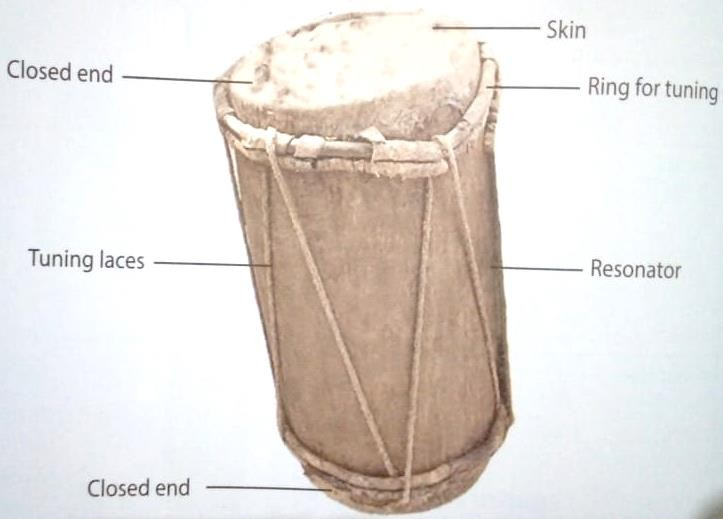 Skin
Closed end
Ring for tuning
Tuning laces
Resonator
Closed end